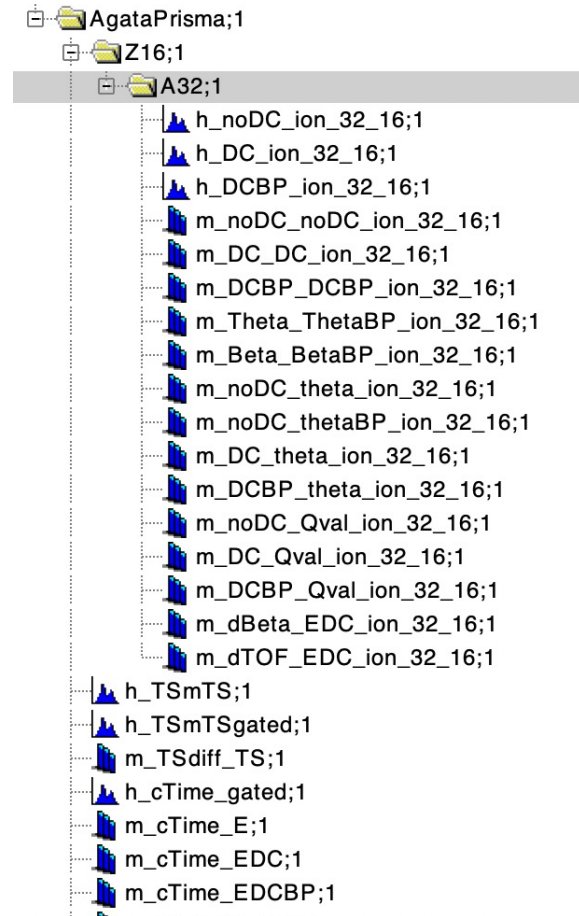 AgataPrisma;1
Z16;1
A32;1
h_noDC_ion_32_16;1
h_DC_ion_32_16;1
h_DCBP_ion_32_16;1
m_noDC_noDC_ion_32_16;1
m_DC_DC_ion_32_16;1
m_DCBP_DCBP_ion_32_16;1
m_Theta_ThetaBP_ion_32_16;1
m_Beta_BetaBP_ion_32_16;1
m_noDC_theta_ion_32_16;1
m_noDC_thetaBP_ion_32_16;1
m_DC_theta_ion_32_16;1
m_DCBP_theta_ion_32_16;1
m_noDC_Qval_ion_32_16;1
m_DC_Qval_ion_32_16;1
m_DCBP_Qval_ion_32_16;1
m_dBeta_EDC_ion_32_16;1
m_dTOF_EDC_ion_32_16;1
h_TSmTS;1
h_TSmTSgated;1
m_TSdiff_TS;1
h_cTime_gated;1
m_cTime_E;1
m_cTime_EDC;1
m_cTime_EDCBP;1